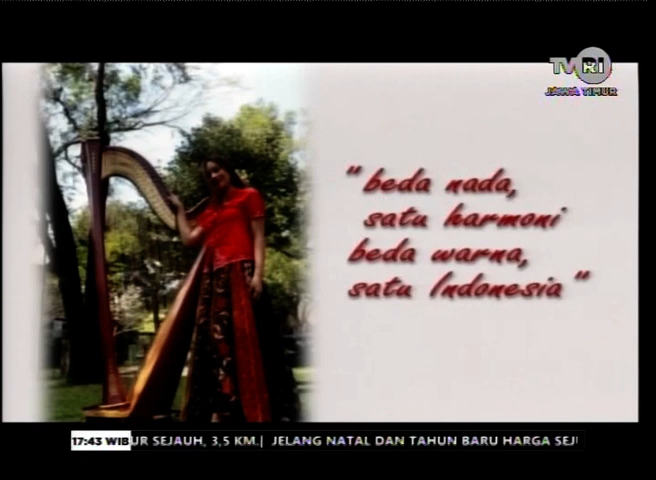 TVRI
JAWA TIMUR
"beda nada,
satu harmoni
beda warna,
satu Indonesia"
17:43 WIB UR SEJAUH, 3,5 KM.| JELANG NATAL DAN TAHUN BARU HARGA SEJU